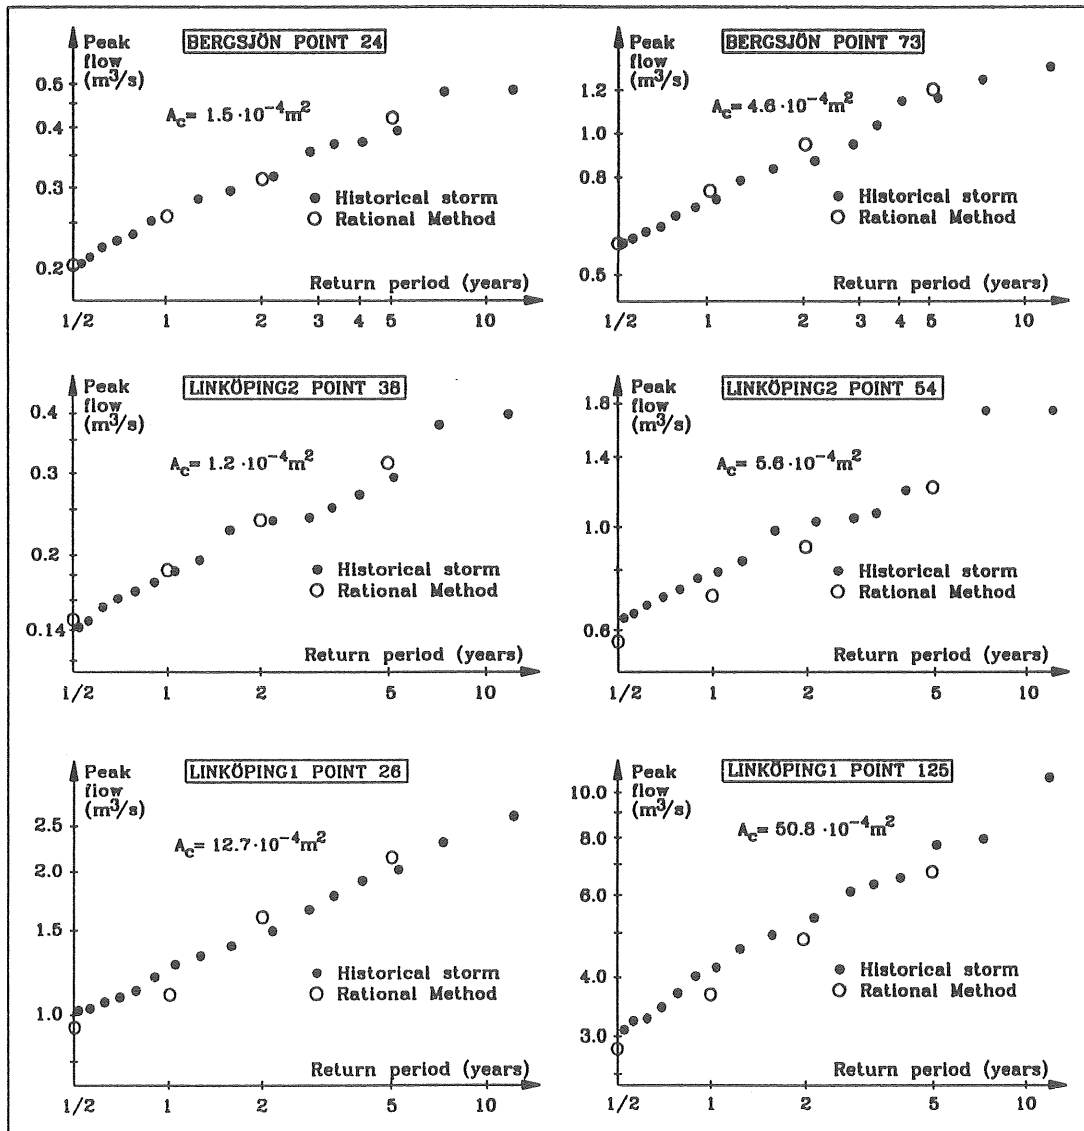 Peak
flow
(m³/s)
BERGSJÖN POINT 24
A_c = 1.5·10⁻⁴m²
0.5
0.4
0.3
0.2
Historical storm
Rational Method
Return period (years)
1/2 1 2 3 4 5 10
Peak
flow
(m³/s)
BERGSJÖN POINT 73
A_c = 4.6·10⁻⁴m²
1.2
1.0
0.8
0.5
Historical storm
Rational Method
Return period (years)
1/2 1 2 3 4 5 10
Peak
flow
(m³/s)
LINKÖPING2 POINT 38
A_c = 1.2·10⁻⁴m²
0.4
0.3
0.2
0.14
Historical storm
Rational Method
Return period (years)
1/2 1 2 5 10
Peak
flow
(m³/s)
LINKÖPING2 POINT 54
A_c = 5.6·10⁻⁴m²
1.8
1.4
1.0
0.6
Historical storm
Rational Method
Return period (years)
1/2 1 2 5 10
Peak
flow
(m³/s)
LINKÖPING1 POINT 26
A_c = 12.7·10⁻⁴m²
2.5
2.0
1.5
1.0
Historical storm
Rational Method
Return period (years)
1/2 1 2 5 10
Peak
flow
(m³/s)
LINKÖPING1 POINT 125
A_c = 50.8·10⁻⁴m²
10.0
8.0
6.0
4.0
3.0
Historical storm
Rational Method
Return period (years)
1/2 1 2 5 10